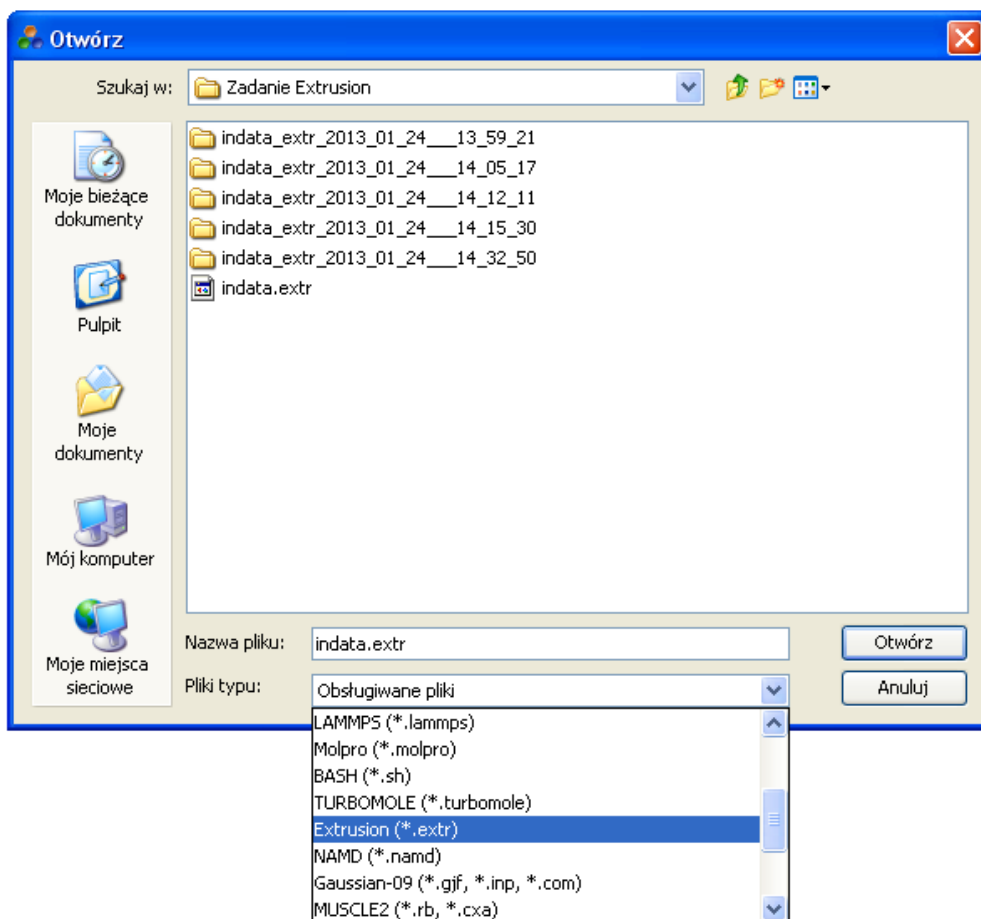 Otwórz
Szukaj w: Zadanie Extrusion
indata_extr_2013_01_24___13_59_21
indata_extr_2013_01_24___14_05_17
indata_extr_2013_01_24___14_12_11
indata_extr_2013_01_24___14_15_30
indata_extr_2013_01_24___14_32_50
indata.extr
Moje bieżące
dokumenty
Pulpit
Moje
dokumenty
Mój komputer
Moje miejsca
sieciowe
Nazwa pliku: indata.extr Otwórz
Pliki typu: Obsługiwane pliki Anuluj
LAMMPS (*.lammps)
Molpro (*.molpro)
BASH (*.sh)
TURBOMOLE (*.turbomole)
Extrusion (*.extr)
NAMD (*.namd)
Gaussian-09 (*.gjf, *.inp, *.com)
MUSCLE2 (*.rb, *.cxa)